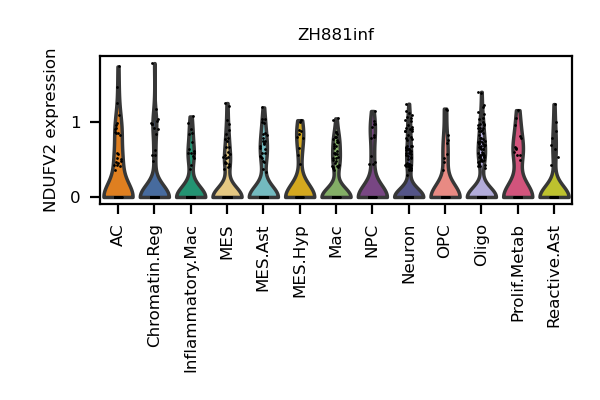 ZH881inf
NDUFV2 expression
1
0
AC
Chromatin.Reg
Inflammatory.Mac
MES
MES.Ast
MES.Hyp
Mac
NPC
Neuron
OPC
Oligo
Prolif.Metab
Reactive.Ast